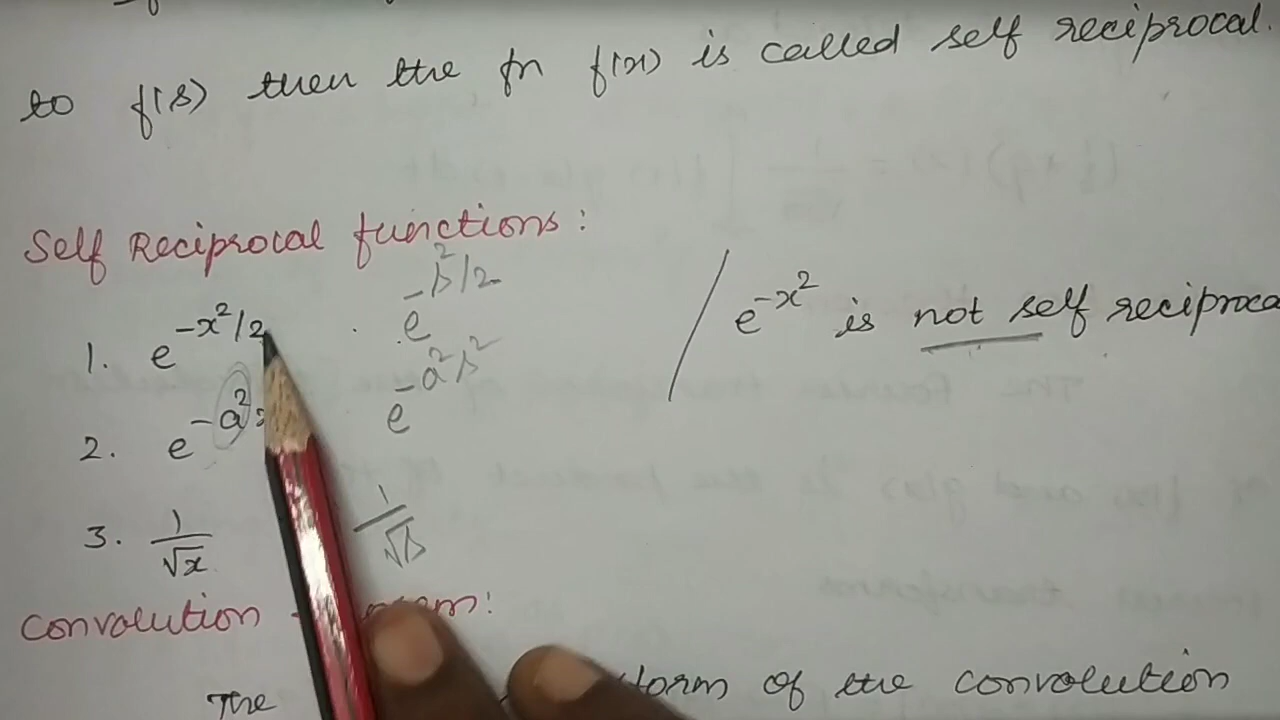 to f(s) then the fn f(x) is called self reciprocal.
Self Reciprocal functions:
1. e^{-x²/2} e^{-s²/2} / e^{-x²} is not self reciproca
2. e^{-a² e^{-a²s²}
3. 1/√x 1/√s
Convolution
The form of the convolution